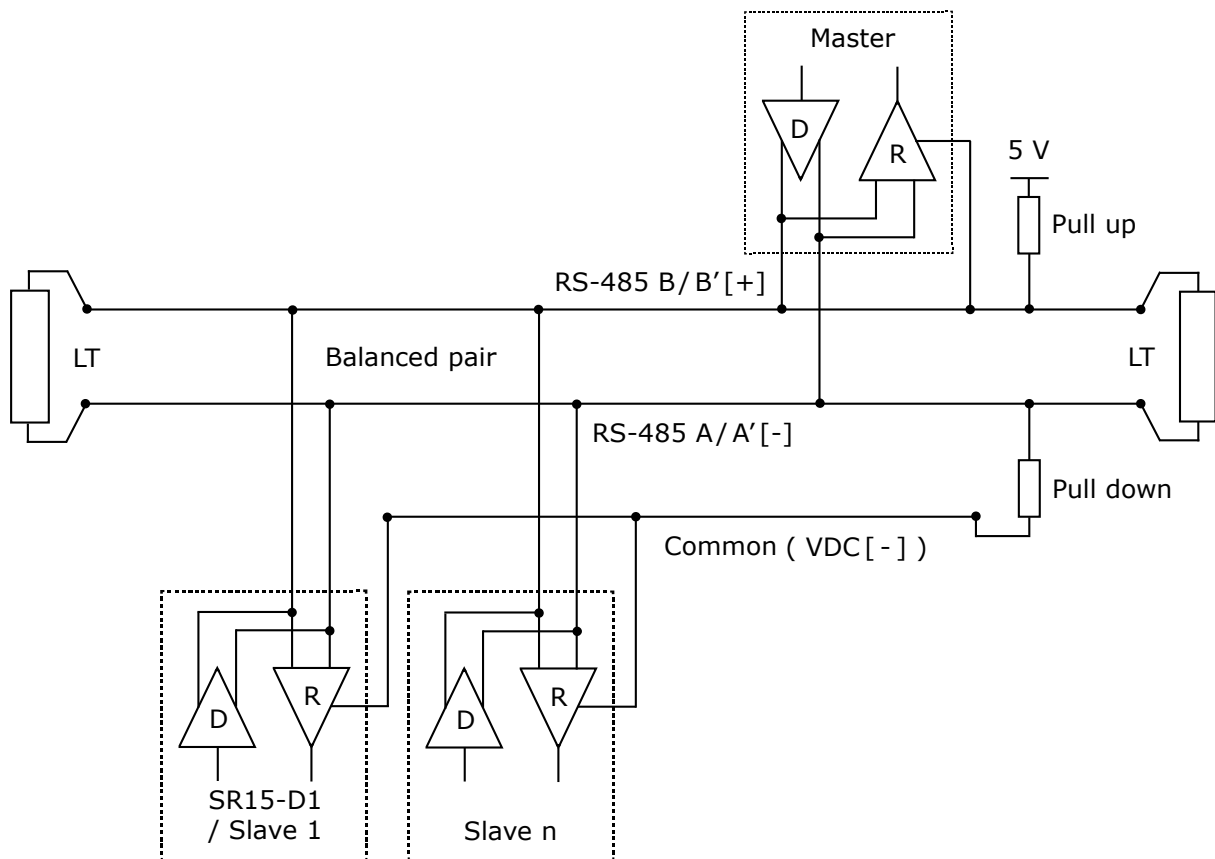 Master
D
R
5 V
Pull up
RS-485 B/B’[+]
LT
Balanced pair
LT
RS-485 A/A’[-]
Pull down
Common ( VDC[-] )
D
R
D
R
SR15-D1
/ Slave 1
Slave n